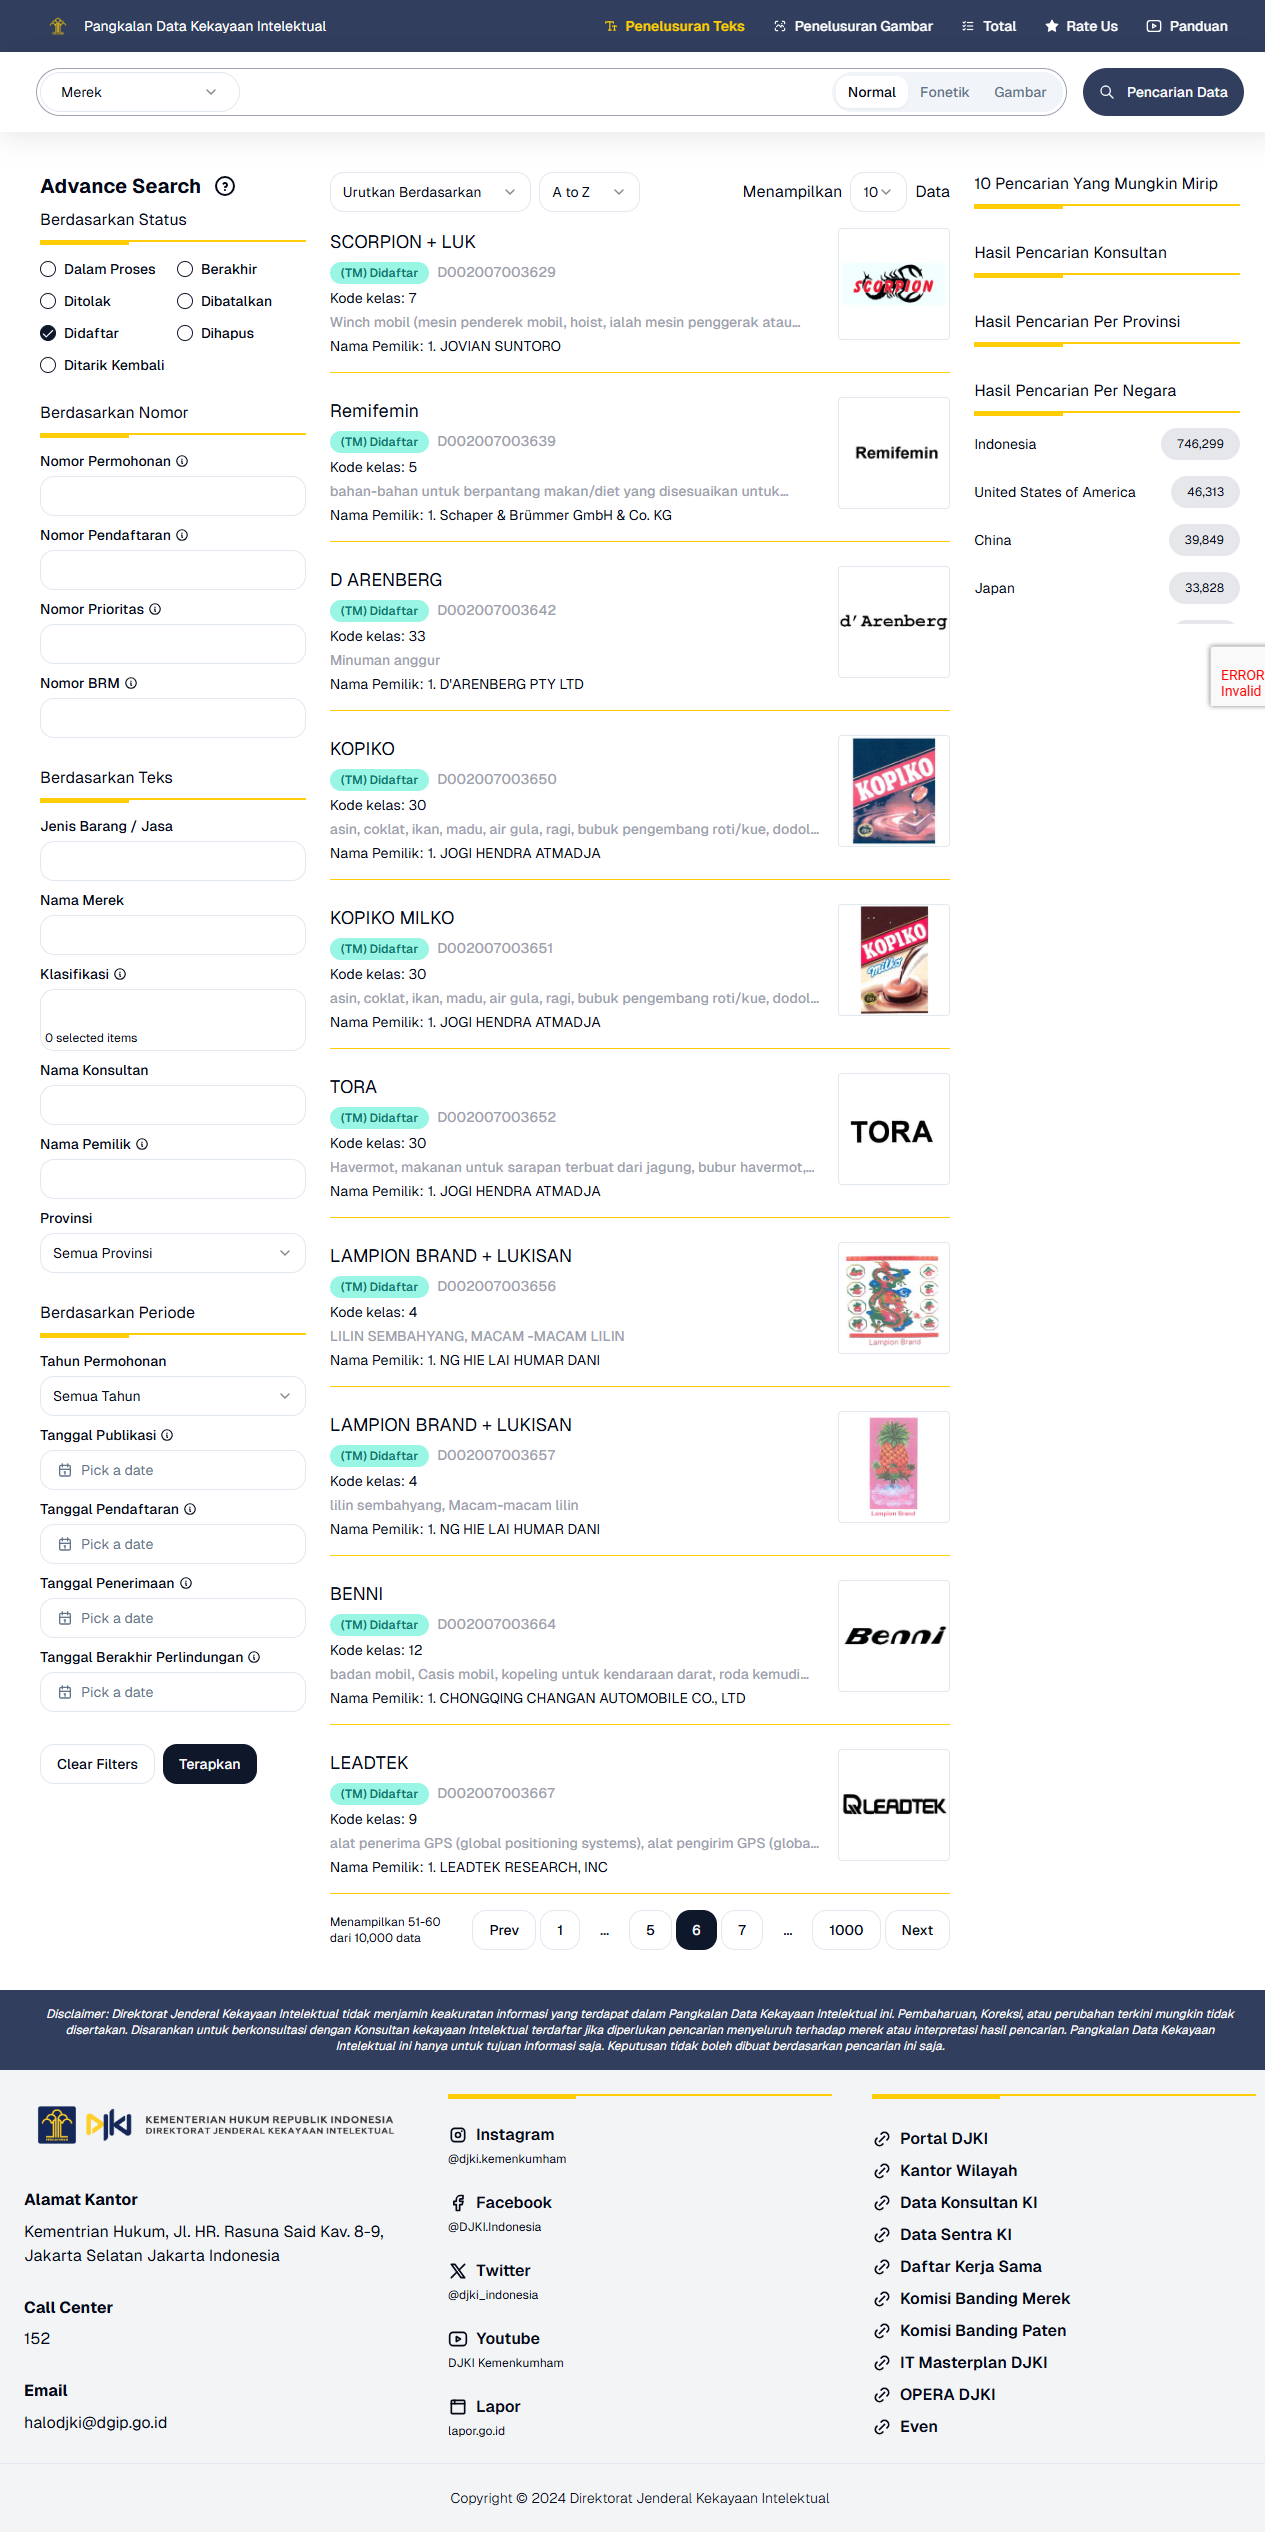 Pangkalan Data Kekayaan Intelektual
Penelusuran Teks
Penelusuran Gambar
Total
Rate Us
Panduan
Merek
Normal
Fonetik
Gambar
Pencarian Data
Advance Search
Berdasarkan Status
Dalam Proses
Berakhir
Ditolak
Dibatalkan
Didaftar
Dihapus
Ditarik Kembali
Berdasarkan Nomor
Nomor Permohonan
Nomor Pendaftaran
Nomor Prioritas
Nomor BRM
Berdasarkan Teks
Jenis Barang / Jasa
Nama Merek
Klasifikasi
0 selected items
Nama Konsultan
Nama Pemilik
Provinsi
Semua Provinsi
Berdasarkan Periode
Tahun Permohonan
Semua Tahun
Tanggal Publikasi
Pick a date
Tanggal Pendaftaran
Pick a date
Tanggal Penerimaan
Pick a date
Tanggal Berakhir Perlindungan
Pick a date
Clear Filters
Terapkan
Urutkan Berdasarkan
A to Z
Menampilkan
10
Data
SCORPION + LUK
(TM) Didaftar D002007003629
Kode kelas: 7
Winch mobil (mesin penderek mobil, hoist, ialah mesin penggerak atau...
Nama Pemilik: 1. JOVIAN SUNTORO
SCORPION
Remifemin
(TM) Didaftar D002007003639
Kode kelas: 5
bahan-bahan untuk berpantang makan/diet yang disesuaikan untuk...
Nama Pemilik: 1. Schaper & Brümmer GmbH & Co. KG
Remifemin
D ARENBERG
(TM) Didaftar D002007003642
Kode kelas: 33
Minuman anggur
Nama Pemilik: 1. D'ARENBERG PTY LTD
d'Arenberg
KOPIKO
(TM) Didaftar D002007003650
Kode kelas: 30
asin, coklat, ikan, madu, air gula, ragi, bubuk pengembang roti/kue, dodol...
Nama Pemilik: 1. JOGI HENDRA ATMADJA
KOPIKO
KOPIKO MILKO
(TM) Didaftar D002007003651
Kode kelas: 30
asin, coklat, ikan, madu, air gula, ragi, bubuk pengembang roti/kue, dodol...
Nama Pemilik: 1. JOGI HENDRA ATMADJA
KOPIKO
milko
TORA
(TM) Didaftar D002007003652
Kode kelas: 30
Havermot, makanan untuk sarapan terbuat dari jagung, bubur havermot,...
Nama Pemilik: 1. JOGI HENDRA ATMADJA
TORA
LAMPION BRAND + LUKISAN
(TM) Didaftar D002007003656
Kode kelas: 4
LILIN SEMBAHYANG, MACAM -MACAM LILIN
Nama Pemilik: 1. NG HIE LAI HUMAR DANI
Lampion Brand
LAMPION BRAND + LUKISAN
(TM) Didaftar D002007003657
Kode kelas: 4
lilin sembahyang, Macam-macam lilin
Nama Pemilik: 1. NG HIE LAI HUMAR DANI
Lampion Brand
BENNI
(TM) Didaftar D002007003664
Kode kelas: 12
badan mobil, Casis mobil, kopeling untuk kendaraan darat, roda kemudi...
Nama Pemilik: 1. CHONGQING CHANGAN AUTOMOBILE CO., LTD
Benni
LEADTEK
(TM) Didaftar D002007003667
Kode kelas: 9
alat penerima GPS (global positioning systems), alat pengirim GPS (globa...
Nama Pemilik: 1. LEADTEK RESEARCH, INC
LEADTEK
Menampilkan 51-60
dari 10,000 data
Prev 1 ... 5 6 7 ... 1000 Next
10 Pencarian Yang Mungkin Mirip
Hasil Pencarian Konsultan
Hasil Pencarian Per Provinsi
Hasil Pencarian Per Negara
Indonesia 746,299
United States of America 46,313
China 39,849
Japan 33,828
ERROR
Invalid
Disclaimer: Direktorat Jenderal Kekayaan Intelektual tidak menjamin keakuratan informasi yang terdapat dalam Pangkalan Data Kekayaan Intelektual ini. Pembaharuan, Koreksi, atau perubahan terkini mungkin tidak
disertakan. Disarankan untuk berkonsultasi dengan Konsultan kekayaan Intelektual terdaftar jika diperlukan pencarian menyeluruh terhadap merek atau interpretasi hasil pencarian. Pangkalan Data Kekayaan
Intelektual ini hanya untuk tujuan informasi saja. Keputusan tidak boleh dibuat berdasarkan pencarian ini saja.
DJKI
KEMENTERIAN HUKUM REPUBLIK INDONESIA
DIREKTORAT JENDERAL KEKAYAAN INTELEKTUAL
Alamat Kantor
Kementrian Hukum, Jl. HR. Rasuna Said Kav. 8-9,
Jakarta Selatan Jakarta Indonesia
Call Center
152
Email
halodjki@dgip.go.id
Instagram
@djki.kemenkumham
Facebook
@DJKI.Indonesia
Twitter
@djki_indonesia
Youtube
DJKI Kemenkumham
Lapor
lapor.go.id
Portal DJKI
Kantor Wilayah
Data Konsultan KI
Data Sentra KI
Daftar Kerja Sama
Komisi Banding Merek
Komisi Banding Paten
IT Masterplan DJKI
OPERA DJKI
Even
Copyright © 2024 Direktorat Jenderal Kekayaan Intelektual